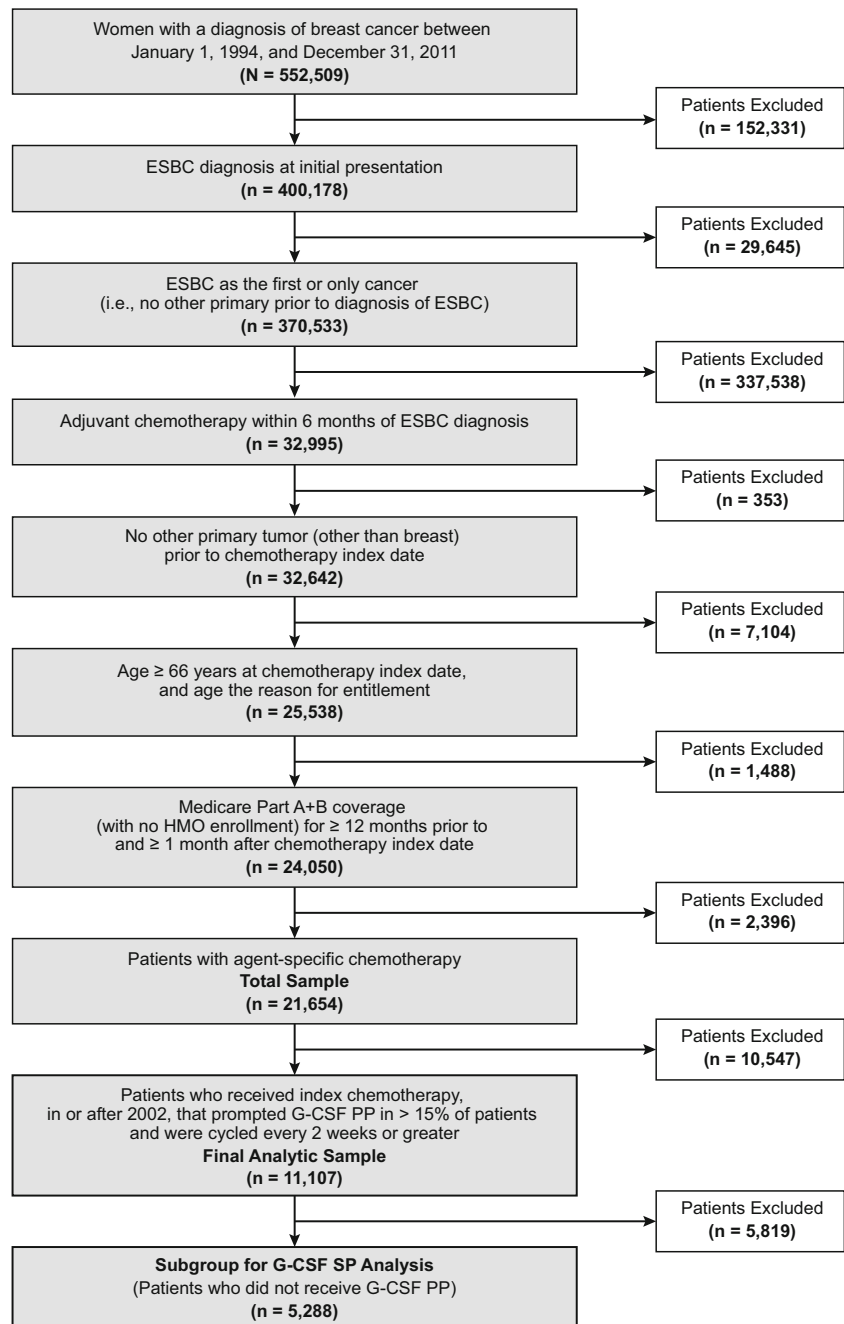 Women with a diagnosis of breast cancer between
January 1, 1994, and December 31, 2011
(N = 552,509)
Patients Excluded
(n = 152,331)
ESBC diagnosis at initial presentation
(n = 400,178)
Patients Excluded
(n = 29,645)
ESBC as the first or only cancer
(i.e., no other primary prior to diagnosis of ESBC)
(n = 370,533)
Patients Excluded
(n = 337,538)
Adjuvant chemotherapy within 6 months of ESBC diagnosis
(n = 32,995)
Patients Excluded
(n = 353)
No other primary tumor (other than breast)
prior to chemotherapy index date
(n = 32,642)
Patients Excluded
(n = 7,104)
Age ≥ 66 years at chemotherapy index date,
and age the reason for entitlement
(n = 25,538)
Patients Excluded
(n = 1,488)
Medicare Part A+B coverage
(with no HMO enrollment) for ≥ 12 months prior to
and ≥ 1 month after chemotherapy index date
(n = 24,050)
Patients Excluded
(n = 2,396)
Patients with agent-specific chemotherapy
Total Sample
(n = 21,654)
Patients Excluded
(n = 10,547)
Patients who received index chemotherapy,
in or after 2002, that prompted G-CSF PP in > 15% of patients
and were cycled every 2 weeks or greater
Final Analytic Sample
(n = 11,107)
Patients Excluded
(n = 5,819)
Subgroup for G-CSF SP Analysis
(Patients who did not receive G-CSF PP)
(n = 5,288)